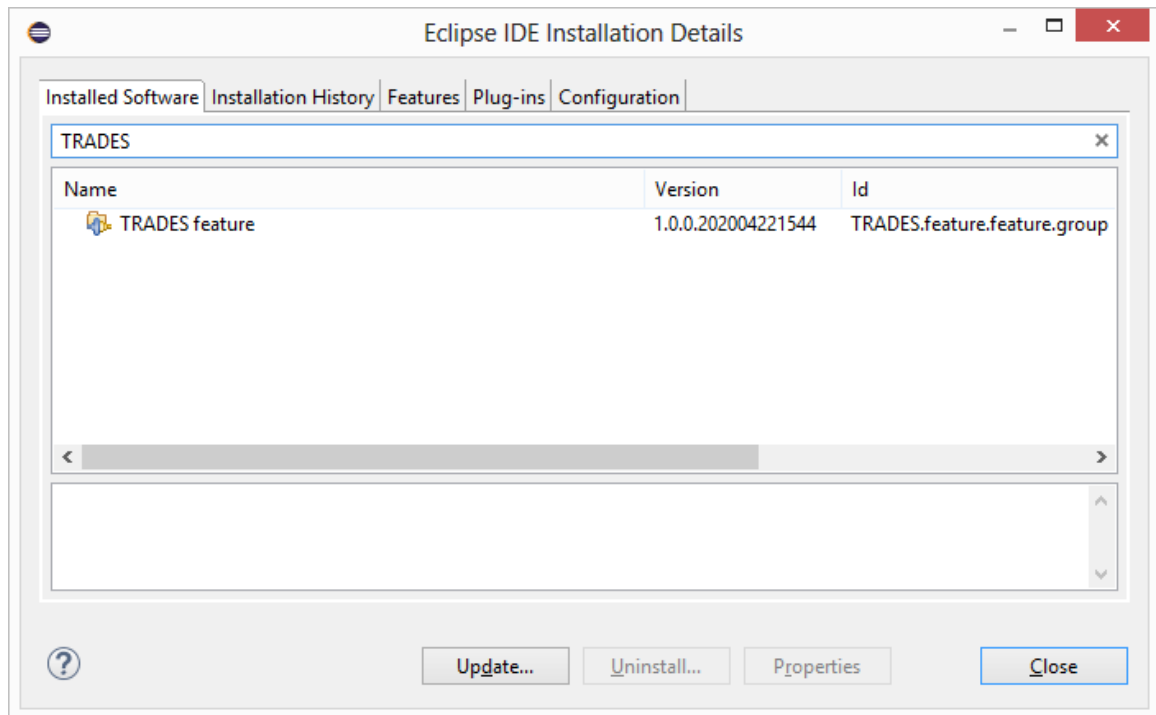 Eclipse IDE Installation Details
Installed Software Installation History Features Plug-ins Configuration
TRADES
Name Version Id
TRADES feature 1.0.0.202004221544 TRADES.feature.feature.group
? Update... Uninstall... Properties Close